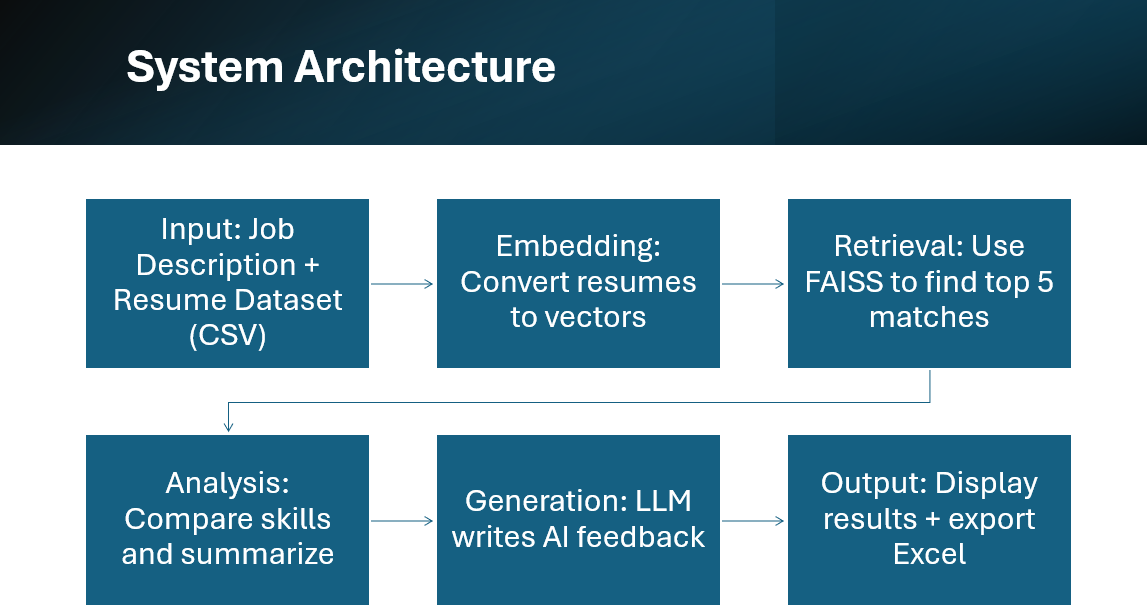 System Architecture
Input: Job
Description +
Resume Dataset
(CSV)
Embedding:
Convert resumes
to vectors
Retrieval: Use
FAISS to find top 5
matches
Analysis:
Compare skills
and summarize
Generation: LLM
writes AI feedback
Output: Display
results + export
Excel